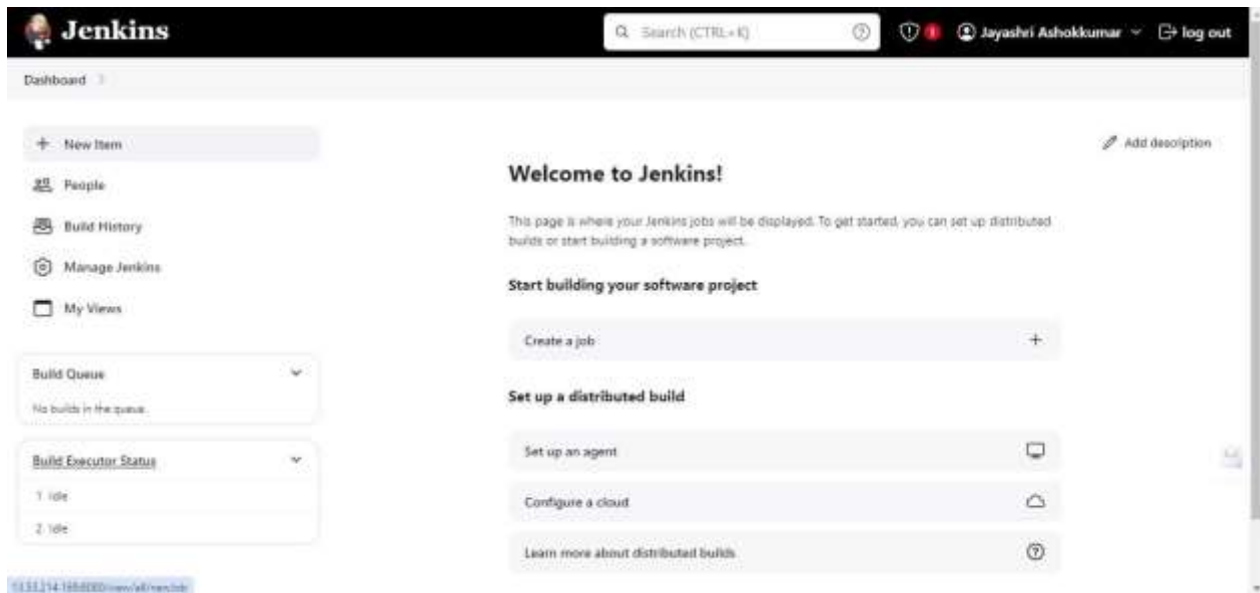 Jenkins
Search (CTRL+K)
1
Jayashri Ashokkumar
log out
Dashboard
New Item
People
Build History
Manage Jenkins
My Views
Build Queue
No builds in the queue.
Build Executor Status
1 Idle
2 Idle
Add description
Welcome to Jenkins!
This page is where your Jenkins jobs will be displayed. To get started, you can set up distributed
builds or start building a software project.
Start building your software project
Create a job
Set up a distributed build
Set up an agent
Configure a cloud
Learn more about distributed builds